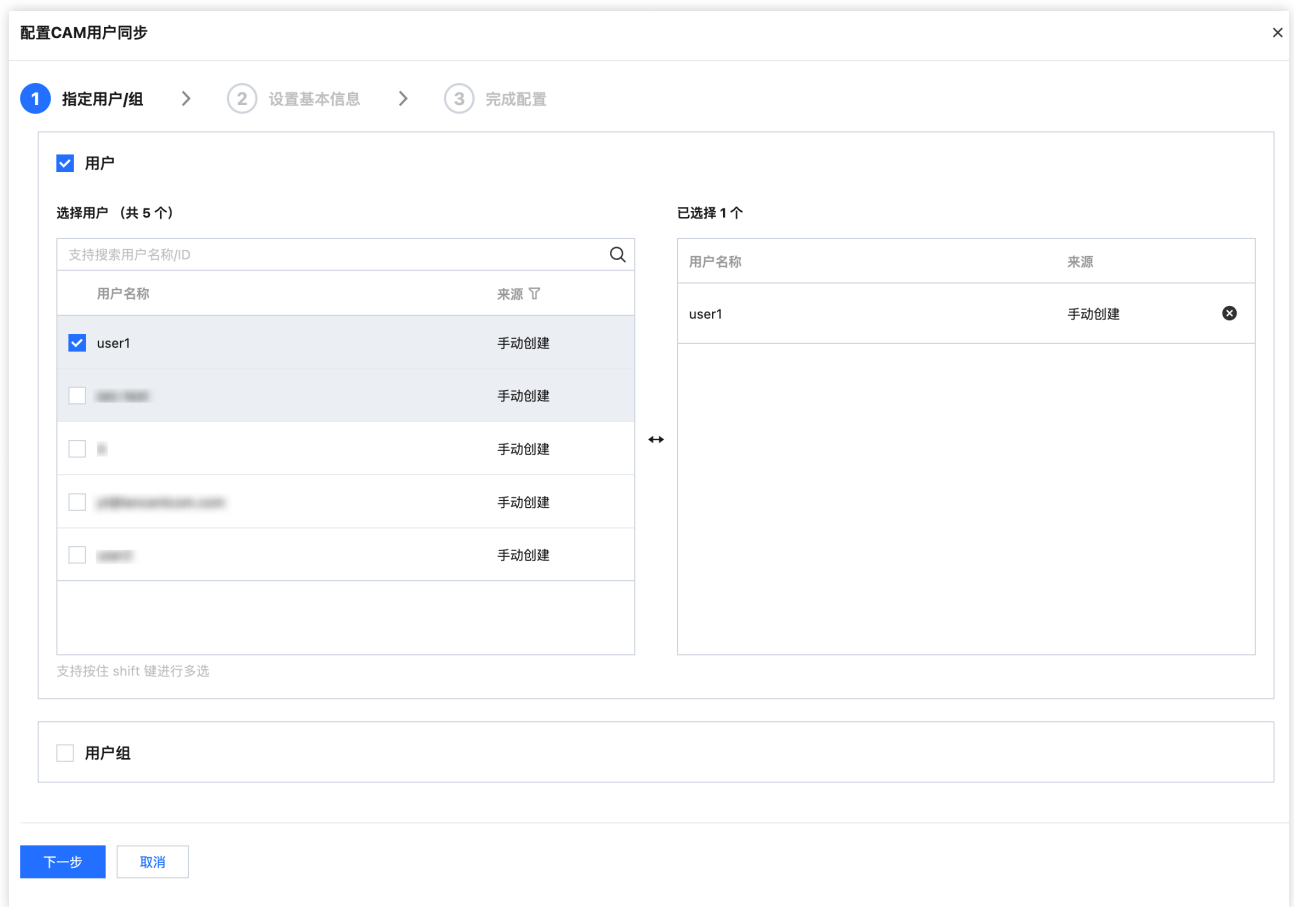 配置CAM用户同步
1 指定用户/组 2 设置基本信息 3 完成配置
用户
选择用户 （共 5 个）
支持搜索用户名称/ID
用户名称 来源
user1 手动创建
手动创建
手动创建
手动创建
手动创建
支持按住 shift 键进行多选
已选择 1 个
用户名称 来源
user1 手动创建
用户组
下一步 取消